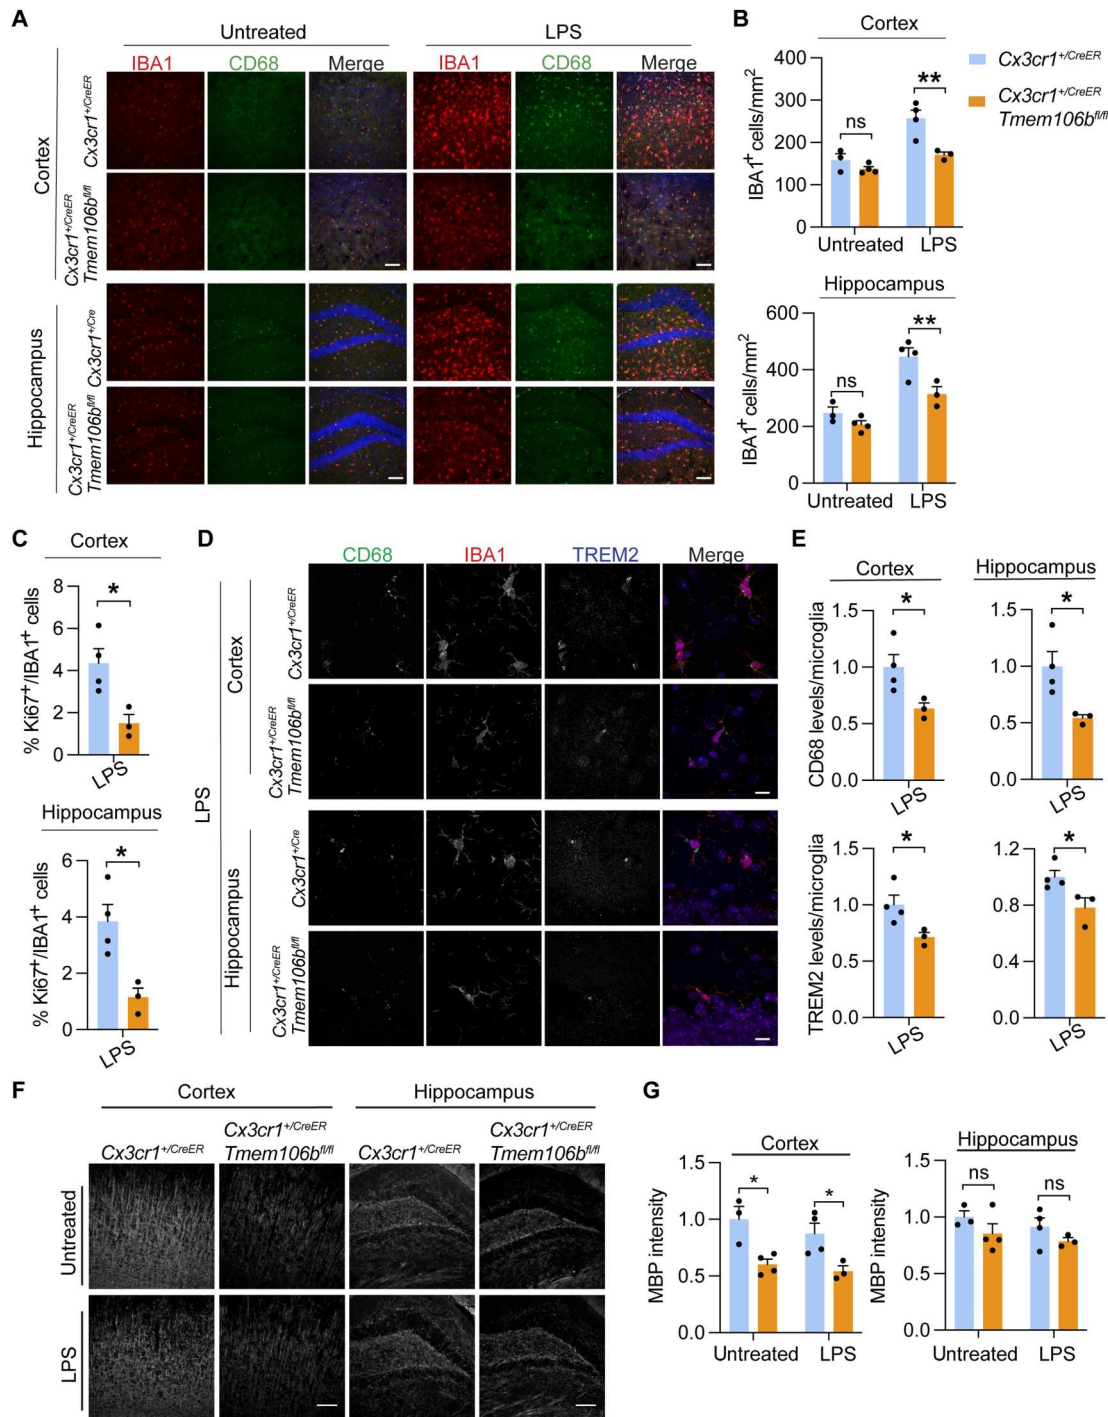 A
Untreated
LPS
IBA1 CD68 Merge IBA1 CD68 Merge
Cortex
Cx3cr1+/CreER
Cx3cr1+/CreER
Tmem106bfl/fl
Hippocampus
Cx3cr1+/Cre
Cx3cr1+/CreER
Tmem106bfl/fl
B
Cortex
IBA1+ cells/mm2
400
300
200
100
0
ns
**
Untreated LPS
Cx3cr1+/CreER
Cx3cr1+/CreER
Tmem106bfl/fl
Hippocampus
IBA1+ cells/mm2
600
400
200
0
ns
**
Untreated LPS
C
Cortex
% Ki67+/IBA1+ cells
8
6
4
2
0
*
LPS
Hippocampus
% Ki67+/IBA1+ cells
6
4
2
0
*
LPS
D
CD68 IBA1 TREM2 Merge
LPS
Cortex
Cx3cr1+/CreER
Cx3cr1+/CreER
Tmem106bfl/fl
Hippocampus
Cx3cr1+/Cre
Cx3cr1+/CreER
Tmem106bfl/fl
E
Cortex
CD68 levels/microglia
1.5
1.0
0.5
0.0
*
LPS
Hippocampus
1.5
1.0
0.5
0.0
*
LPS
TREM2 levels/microglia
1.5
1.0
0.5
0.0
*
LPS
1.2
0.8
0.4
0.0
*
LPS
F
Cortex
Hippocampus
Cx3cr1+/CreER
Cx3cr1+/CreER
Tmem106bfl/fl
Cx3cr1+/CreER
Cx3cr1+/CreER
Tmem106bfl/fl
Untreated
LPS
G
Cortex
MBP intensity
1.5
1.0
0.5
0.0
*
*
Untreated LPS
Hippocampus
MBP intensity
1.5
1.0
0.5
0.0
ns
ns
Untreated LPS